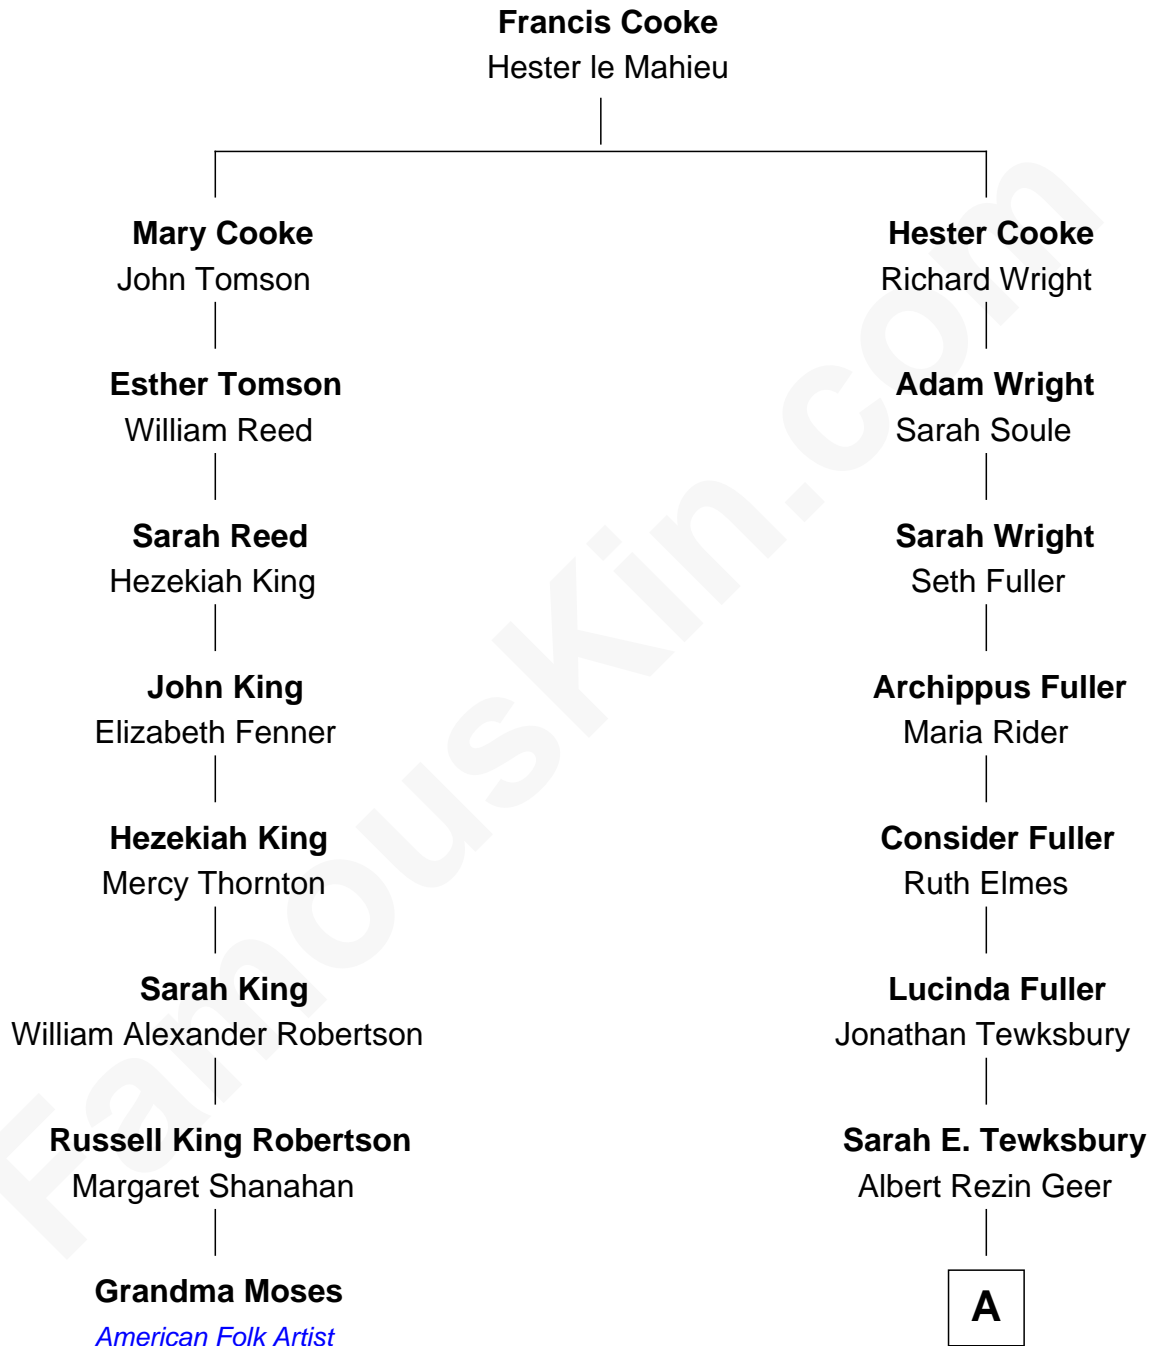 Francis Cooke
Hester le Mahieu
Mary Cooke
John Tomson
Hester Cooke
Richard Wright
Esther Tomson
William Reed
Adam Wright
Sarah Soule
Sarah Reed
Hezekiah King
Sarah Wright
Seth Fuller
John King
Elizabeth Fenner
Archippus Fuller
Maria Rider
Hezekiah King
Mercy Thornton
Consider Fuller
Ruth Elmes
Sarah King
William Alexander Robertson
Lucinda Fuller
Jonathan Tewksbury
Russell King Robertson
Margaret Shanahan
Sarah E. Tewksbury
Albert Rezin Geer
Grandma Moses
American Folk Artist
A
FamousKin.com